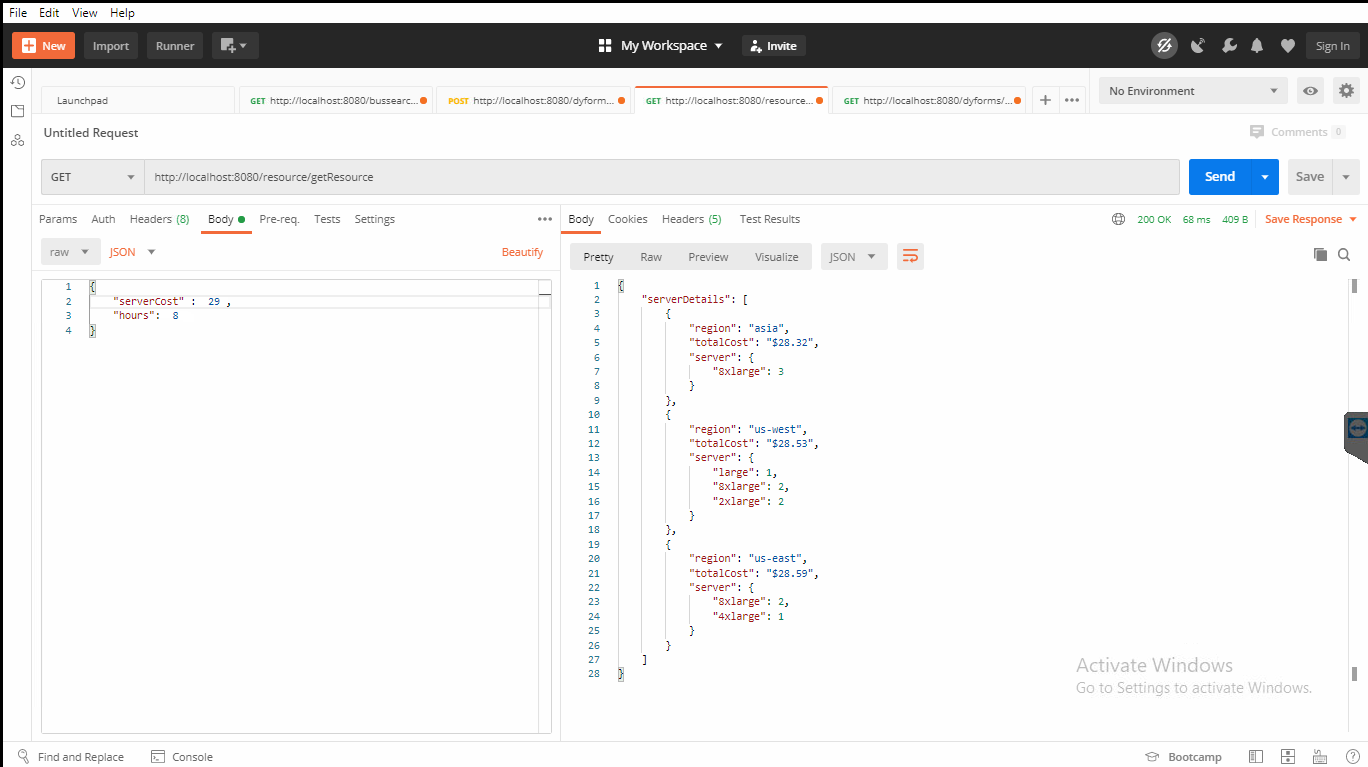 File Edit View Help
New Import Runner My Workspace Invite Sign In
Launchpad GET http://localhost:8080/bussearc... POST http://localhost:8080/dyform... GET http://localhost:8080/resource... GET http://localhost:8080/dyforms/... No Environment
Untitled Request Comments 0
GET http://localhost:8080/resource/getResource Send Save
Params Auth Headers (8) Body Pre-req. Tests Settings
raw JSON Beautify
1 {
2 "serverCost" : 29 ,
3 "hours": 8
4 }
Body Cookies Headers (5) Test Results 200 OK 68 ms 409 B Save Response
Pretty Raw Preview Visualize JSON
1 {
2 "serverDetails": [
3 {
4 "region": "asia",
5 "totalCost": "$28.32",
6 "server": {
7 "8xlarge": 3
8 }
9 },
10 {
11 "region": "us-west",
12 "totalCost": "$28.53",
13 "server": {
14 "large": 1,
15 "8xlarge": 2,
16 "2xlarge": 2
17 }
18 },
19 {
20 "region": "us-east",
21 "totalCost": "$28.59",
22 "server": {
23 "8xlarge": 2,
24 "4xlarge": 1
25 }
26 }
27 ]
28 }
Activate Windows
Go to Settings to activate Windows.
Find and Replace Console Bootcamp